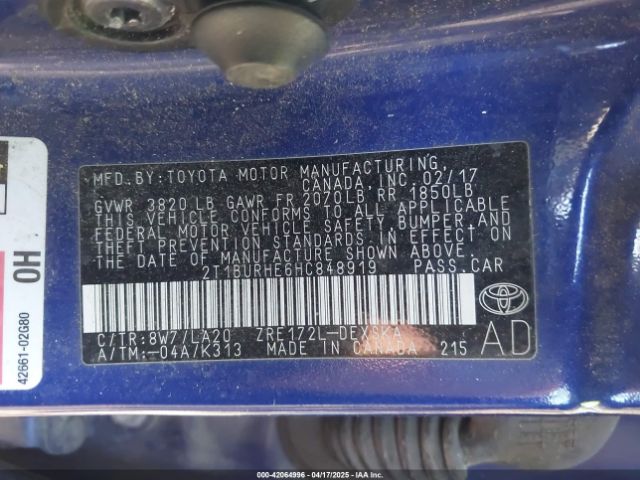 MFD. BY: TOYOTA MOTOR MANUFACTURING,
CANADA, INC. 02/17
GVWR 3820 LB GAWR FR 2070LB RR 1850LB
THIS VEHICLE CONFORMS TO ALL APPLICABLE
FEDERAL MOTOR VEHICLE SAFETY BUMPER, AND
THEFT PREVENTION STANDARDS IN EFFECT ON
THE DATE OF MANUFACTURE SHOWN ABOVE.
2T1BURHE6HC848919 PASS.CAR
C/TR:8W7/LA20 ZRE172L-DEXSKA
A/TM:-04A/K313 MADE IN CANADA 215
AD
OH
42661-02G80
000-42064996 - 04/17/2025 - IAAI.COM